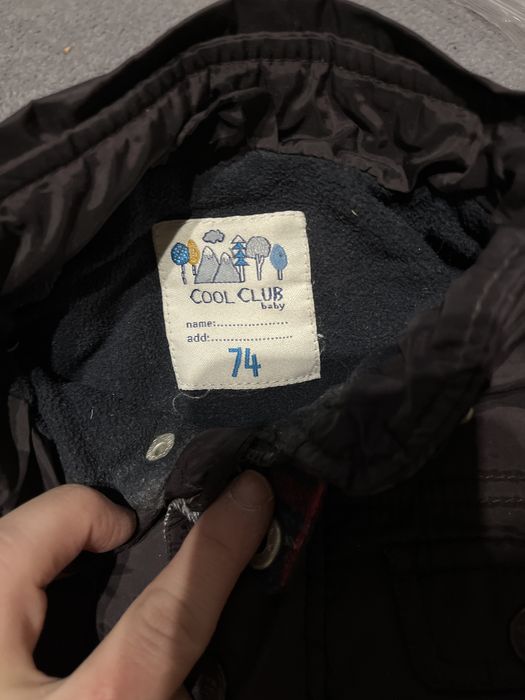 COOL CLUB
baby
name:......................
add:.........................
74